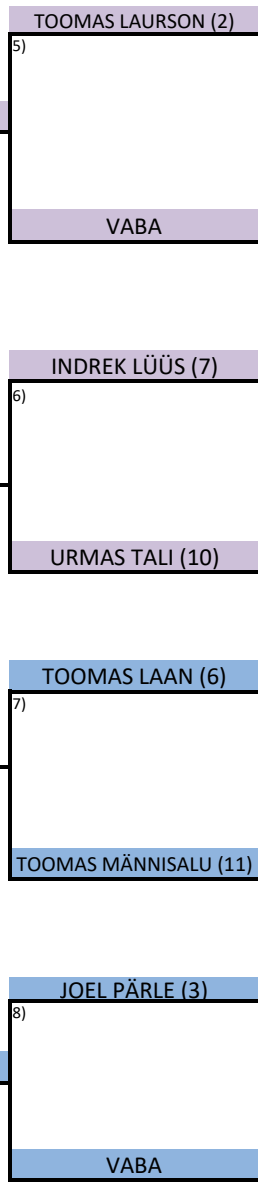 TOOMAS LAURSON (2)
5)
VABA
INDREK LÜÜS (7)
6)
URMAS TALI (10)
TOOMAS LAAN (6)
7)
TOOMAS MÄNNISALU (11)
JOEL PÄRLE (3)
8)
VABA